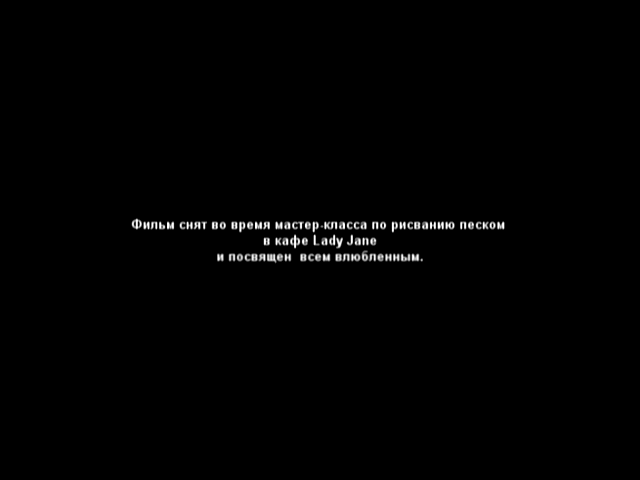 Фильм снят во время мастер-класса по рисванию песком
в кафе Lady Jane
и посвящен всем влюбленным.